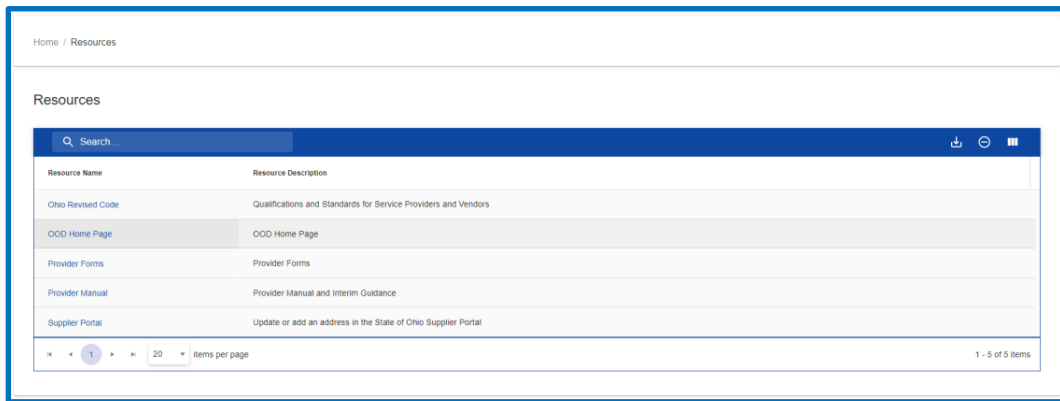 Home / Resources
Resources
Search...
Resource Name Resource Description
Ohio Revised Code Qualifications and Standards for Service Providers and Vendors
OOD Home Page OOD Home Page
Provider Forms Provider Forms
Provider Manual Provider Manual and Interim Guidance
Supplier Portal Update or add an address in the State of Ohio Supplier Portal
1 20 items per page 1 - 5 of 5 items